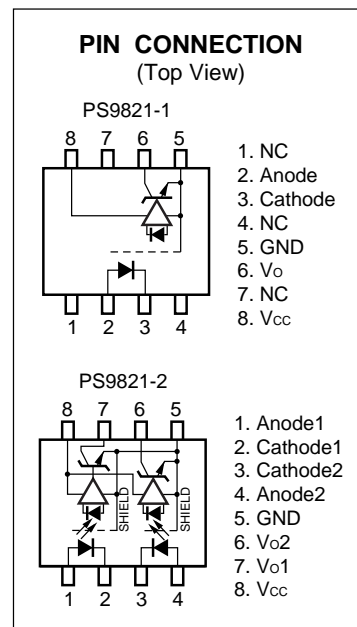 PIN CONNECTION
(Top View)
PS9821-1
8 7 6 5
1 2 3 4
1. NC
2. Anode
3. Cathode
4. NC
5. GND
6. VO
7. NC
8. VCC
PS9821-2
8 7 6 5
SHIELD SHIELD
1 2 3 4
1. Anode1
2. Cathode1
3. Cathode2
4. Anode2
5. GND
6. VO2
7. VO1
8. VCC